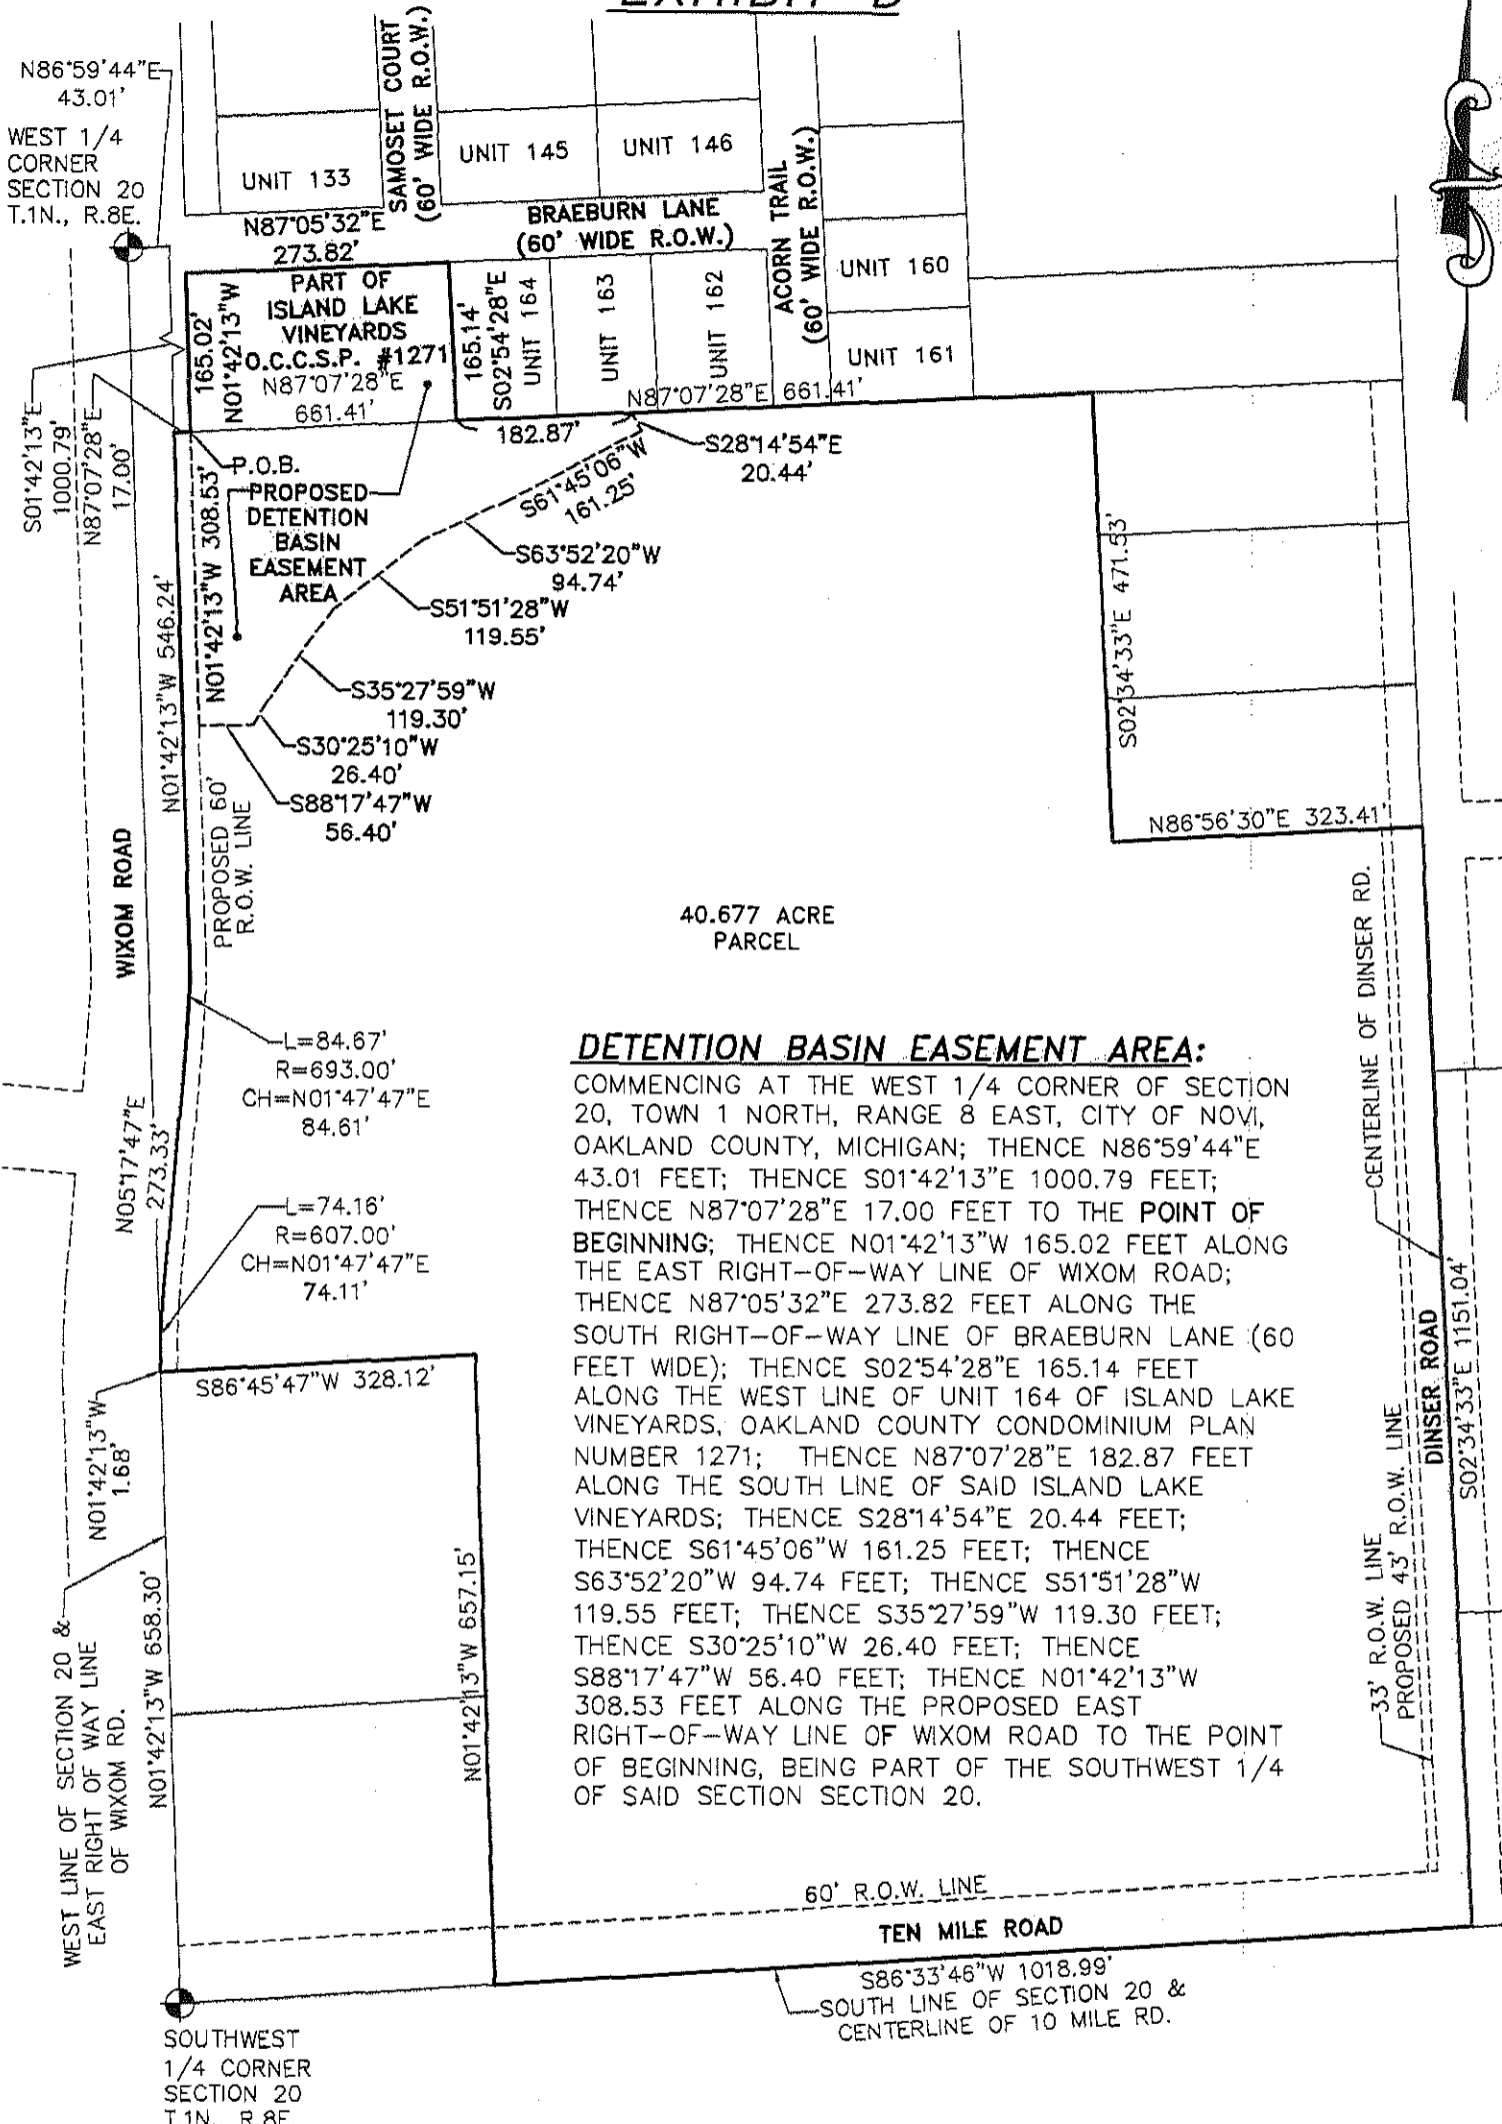 N86°59'44"E
43.01'
WEST 1/4
CORNER
SECTION 20
T.1N., R.8E.
SAMOSET COURT
(60' WIDE R.O.W.)
UNIT 133
UNIT 145
UNIT 146
N87°05'32"E
273.82'
BRAEBURN LANE
(60' WIDE R.O.W.)
ACORN TRAIL
(60' WIDE R.O.W.)
UNIT 160
UNIT 161
PART OF
ISLAND LAKE
VINEYARDS
O.C.C.S.P. #1271
N87°07'28"E
661.41'
165.02'
N01°42'13"W
165.14'
S02°54'28"E
UNIT 164
UNIT 163
UNIT 162
N87°07'28"E 661.41'
S01°42'13"E
1000.79'
N87°07'28"E
17.00'
182.87'
S28°14'54"E
20.44'
P.O.B.
PROPOSED
DETENTION
BASIN
EASEMENT
AREA
N01°42'13"W 308.53'
S61°45'06"W
161.25'
S63°52'20"W
94.74'
S51°51'28"W
119.55'
S35°27'59"W
119.30'
S30°25'10"W
26.40'
S88°17'47"W
56.40'
N01°42'13"W 546.24'
PROPOSED 60'
R.O.W. LINE
WIXOM ROAD
S02°34'33"E 471.53'
N86°56'30"E 323.41'
40.677 ACRE
PARCEL
CENTERLINE OF DINSER RD.
L=84.67'
R=693.00'
CH=N01°47'47"E
84.61'
N05°17'47"E
273.33'
L=74.16'
R=607.00'
CH=N01°47'47"E
74.11'
DETENTION BASIN EASEMENT AREA:
COMMENCING AT THE WEST 1/4 CORNER OF SECTION
20, TOWN 1 NORTH, RANGE 8 EAST, CITY OF NOVI,
OAKLAND COUNTY, MICHIGAN; THENCE N86°59'44"E
43.01 FEET; THENCE S01°42'13"E 1000.79 FEET;
THENCE N87°07'28"E 17.00 FEET TO THE POINT OF
BEGINNING; THENCE N01°42'13"W 165.02 FEET ALONG
THE EAST RIGHT-OF-WAY LINE OF WIXOM ROAD;
THENCE N87°05'32"E 273.82 FEET ALONG THE
SOUTH RIGHT-OF-WAY LINE OF BRAEBURN LANE (60
FEET WIDE); THENCE S02°54'28"E 165.14 FEET
ALONG THE WEST LINE OF UNIT 164 OF ISLAND LAKE
VINEYARDS, OAKLAND COUNTY CONDOMINIUM PLAN
NUMBER 1271; THENCE N87°07'28"E 182.87 FEET
ALONG THE SOUTH LINE OF SAID ISLAND LAKE
VINEYARDS; THENCE S28°14'54"E 20.44 FEET;
THENCE S61°45'06"W 161.25 FEET; THENCE
S63°52'20"W 94.74 FEET; THENCE S51°51'28"W
119.55 FEET; THENCE S35°27'59"W 119.30 FEET;
THENCE S30°25'10"W 26.40 FEET; THENCE
S88°17'47"W 56.40 FEET; THENCE N01°42'13"W
308.53 FEET ALONG THE PROPOSED EAST
RIGHT-OF-WAY LINE OF WIXOM ROAD TO THE POINT
OF BEGINNING, BEING PART OF THE SOUTHWEST 1/4
OF SAID SECTION SECTION 20.
S86°45'47"W 328.12'
N01°42'13"W
1.68'
WEST LINE OF SECTION 20 &
EAST RIGHT OF WAY LINE
OF WIXOM RD.
N01°42'13"W 658.30'
N01°42'13"W 657.15'
33' R.O.W. LINE
PROPOSED 43' R.O.W. LINE
DINSER ROAD
S02°34'33"E 1151.04'
60' R.O.W. LINE
TEN MILE ROAD
S86°33'46"W 1018.99'
SOUTH LINE OF SECTION 20 &
CENTERLINE OF 10 MILE RD.
SOUTHWEST
1/4 CORNER
SECTION 20
T.1N., R.8E.